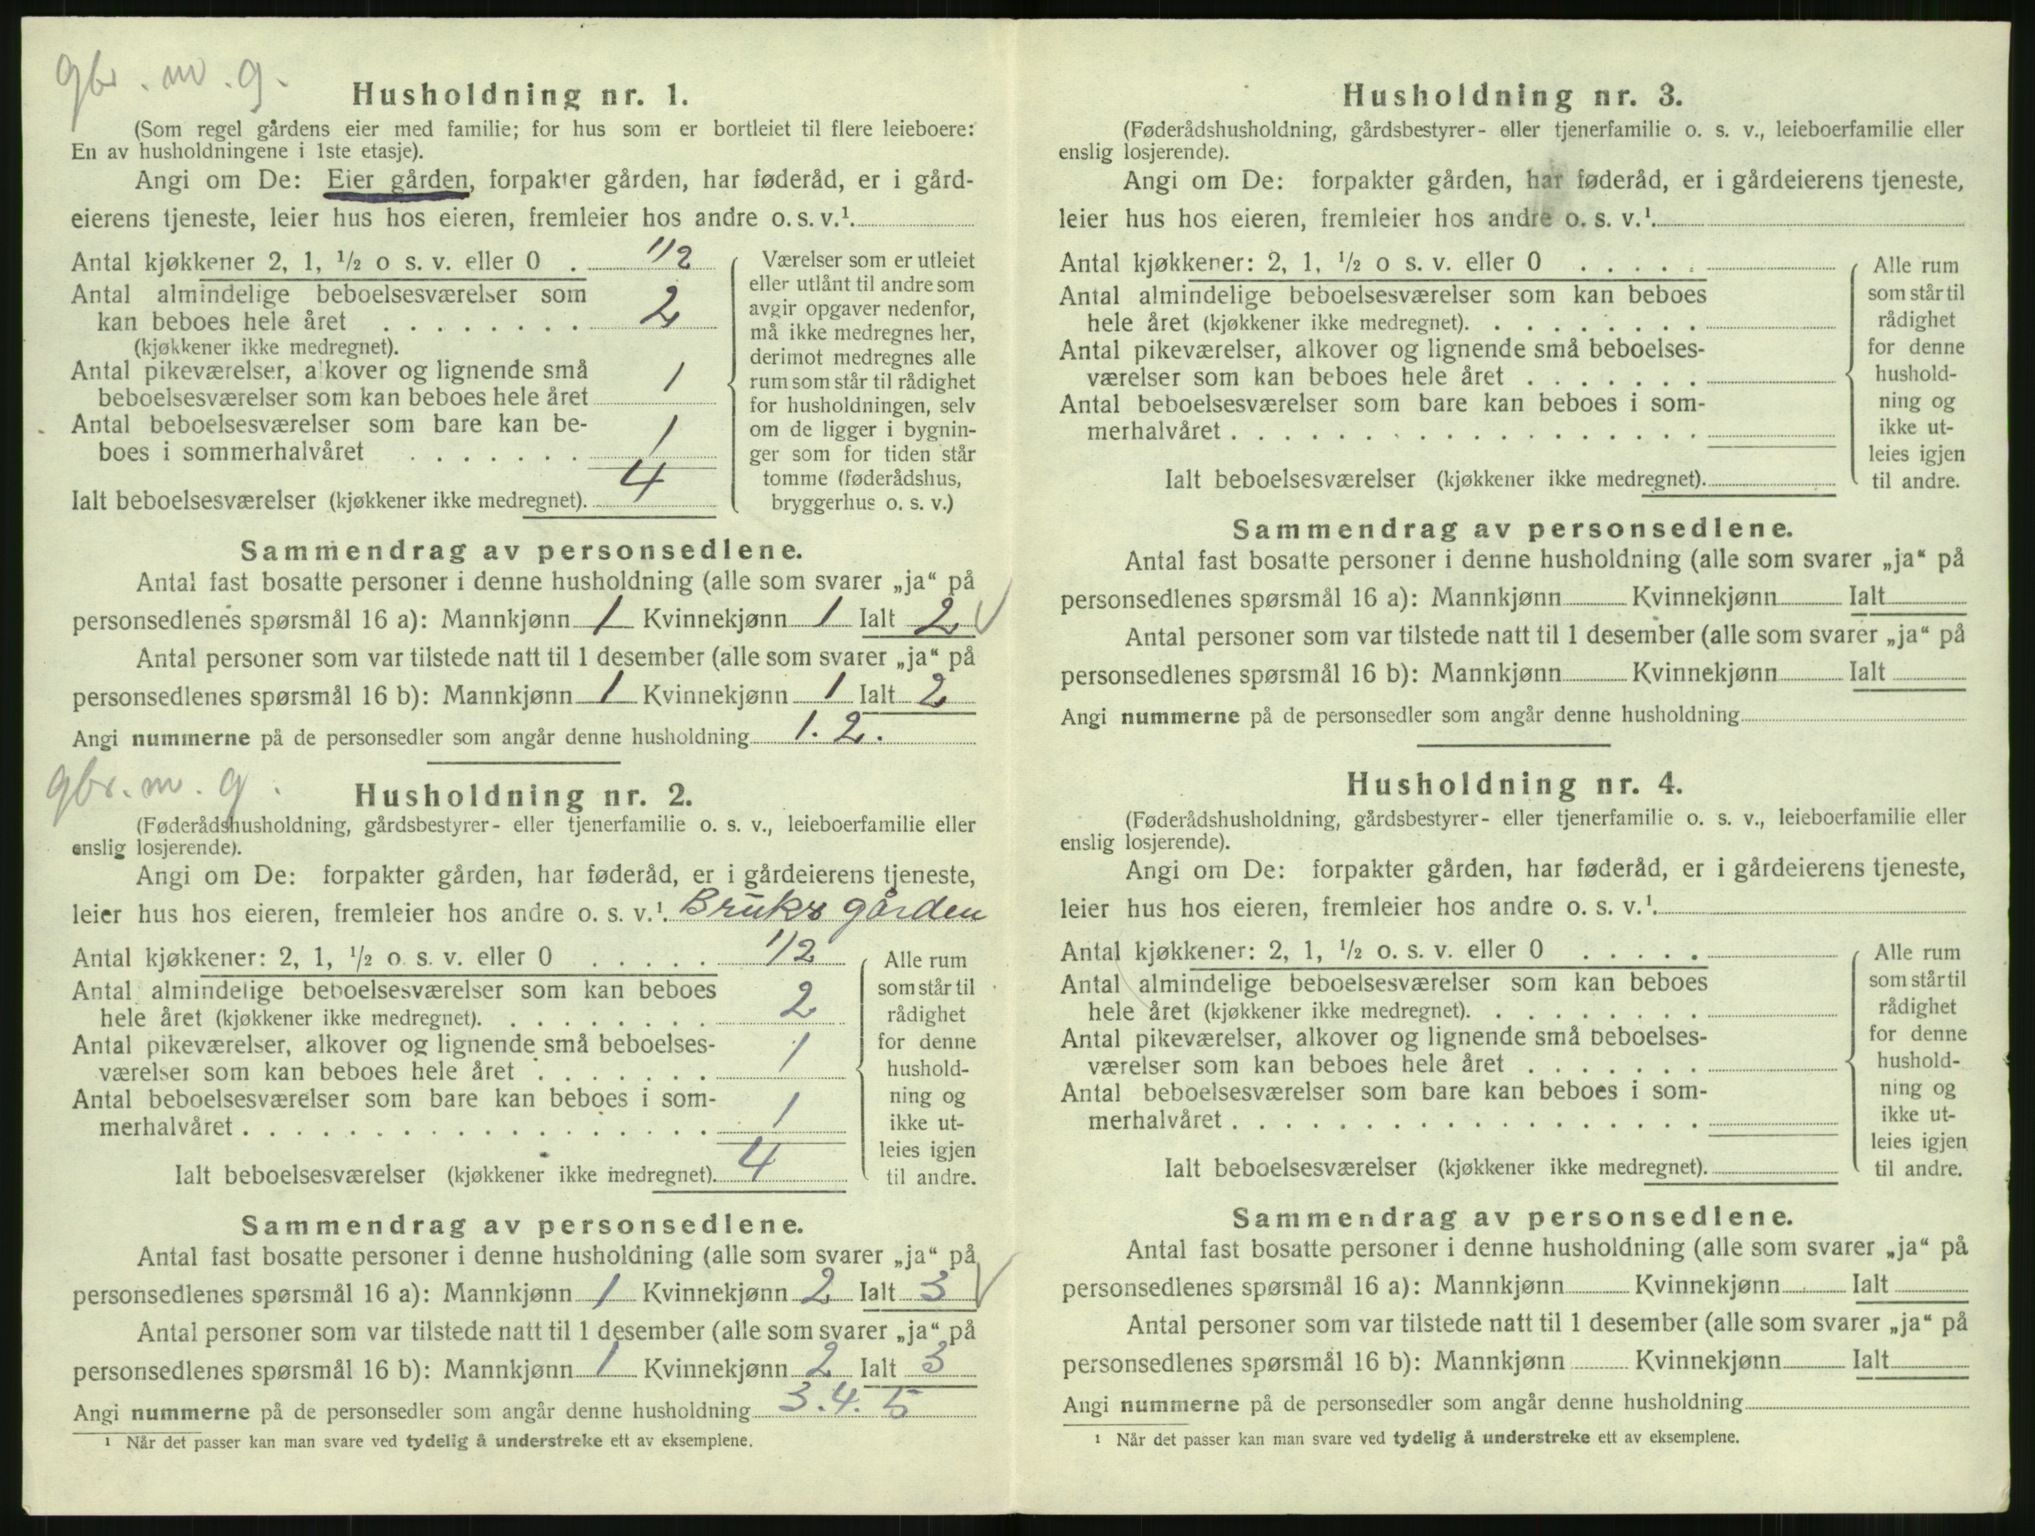 gbr. m. g.
Husholdning nr. 1.
(Som regel gårdens eier med familie; for hus som er bortleiet til flere leieboere:
En av husholdningene i 1ste etasje).
Angi om De: Eier gården, forpakter gården, har føderåd, er i gård-
eierens tjeneste, leier hus hos eieren, fremleier hos andre o. s. v.¹
Antal kjøkkener 2, 1, ½ o s. v. eller 0 . 1/2
Antal almindelige beboelsesværelser som
kan beboes hele året . . . . . . . . 2
(kjøkkener ikke medregnet).
Antal pikeværelser, alkover og lignende små
beboelsesværelser som kan beboes hele året 1
Antal beboelsesværelser som bare kan be-
boes i sommerhalvåret . . . . . . . 1
Ialt beboelsesværelser (kjøkkener ikke medregnet). 4
Værelser som er utleiet
eller utlånt til andre som
avgir opgaver nedenfor,
må ikke medregnes her,
derimot medregnes alle
rum som står til rådighet
for husholdningen, selv
om de ligger i bygnin-
ger som for tiden står
tomme (føderådshus,
bryggerhus o. s. v.)
Sammendrag av personsedlene.
Antal fast bosatte personer i denne husholdning (alle som svarer „ja“ på
personsedlenes spørsmål 16 a): Mannkjønn 1 Kvinnekjønn 1 Ialt 2 √
Antal personer som var tilstede natt til 1 desember (alle som svarer „ja“ på
personsedlenes spørsmål 16 b): Mannkjønn 1 Kvinnekjønn 1 Ialt 2
Angi nummerne på de personsedler som angår denne husholdning 1. 2.
gbr. m. g.
Husholdning nr. 2.
(Føderådshusholdning, gårdsbestyrer- eller tjenerfamilie o. s. v., leieboerfamilie eller
enslig losjerende).
Angi om De: forpakter gården, har føderåd, er i gårdeierens tjeneste,
leier hus hos eieren, fremleier hos andre o. s. v.¹ Bruker gården
Antal kjøkkener: 2, 1, ½ o. s. v. eller 0 . . . . . 1/2
Antal almindelige beboelsesværelser som kan beboes
hele året (kjøkkener ikke medregnet). . . . . . . . 2
Antal pikeværelser, alkover og lignende små beboelses-
værelser som kan beboes hele året . . . . . . . 1
Antal beboelsesværelser som bare kan beboes i som-
merhalvåret . . . . . . . . . . . . . . . . . . 1
Ialt beboelsesværelser (kjøkkener ikke medregnet). 4
Alle rum
som står til
rådighet
for denne
hushold-
ning og
ikke ut-
leies igjen
til andre.
Sammendrag av personsedlene.
Antal fast bosatte personer i denne husholdning (alle som svarer „ja“ på
personsedlenes spørsmål 16 a): Mannkjønn 1 Kvinnekjønn 2 Ialt 3 √
Antal personer som var tilstede natt til 1 desember (alle som svarer „ja“ på
personsedlenes spørsmål 16 b): Mannkjønn 1 Kvinnekjønn 2 Ialt 3
Angi nummerne på de personsedler som angår denne husholdning 3. 4. 5
¹ Når det passer kan man svare ved tydelig å understreke ett av eksemplene.
Husholdning nr. 3.
(Føderådshusholdning, gårdsbestyrer- eller tjenerfamilie o. s. v., leieboerfamilie eller
enslig losjerende).
Angi om De: forpakter gården, har føderåd, er i gårdeierens tjeneste,
leier hus hos eieren, fremleier hos andre o. s. v.¹
Antal kjøkkener: 2, 1, ½ o s. v. eller 0 . . . . .
Antal almindelige beboelsesværelser som kan beboes
hele året (kjøkkener ikke medregnet). . . . . . . .
Antal pikeværelser, alkover og lignende små beboelses-
værelser som kan beboes hele året . . . . . . .
Antal beboelsesværelser som bare kan beboes i som-
merhalvåret . . . . . . . . . . . . . . . . . .
Ialt beboelsesværelser (kjøkkener ikke medregnet).
Alle rum
som står til
rådighet
for denne
hushold-
ning og
ikke ut-
leies igjen
til andre.
Sammendrag av personsedlene.
Antal fast bosatte personer i denne husholdning (alle som svarer „ja“ på
personsedlenes spørsmål 16 a): Mannkjønn Kvinnekjønn Ialt
Antal personer som var tilstede natt til 1 desember (alle som svarer „ja“ på
personsedlenes spørsmål 16 b): Mannkjønn Kvinnekjønn Ialt
Angi nummerne på de personsedler som angår denne husholdning
Husholdning nr. 4.
(Føderådshusholdning, gårdsbestyrer- eller tjenerfamilie o. s. v., leieboerfamilie eller
enslig losjerende).
Angi om De: forpakter gården, har føderåd, er i gårdeierens tjeneste,
leier hus hos eieren, fremleier hos andre o. s. v.¹
Antal kjøkkener: 2, 1, ½ o. s. v. eller 0 . . . . .
Antal almindelige beboelsesværelser som kan beboes
hele året (kjøkkener ikke medregnet). . . . . . . .
Antal pikeværelser, alkover og lignende små beboelses-
værelser som kan beboes hele året . . . . . . .
Antal beboelsesværelser som bare kan beboes i som-
merhalvåret . . . . . . . . . . . . . . . . . .
Ialt beboelsesværelser (kjøkkener ikke medregnet).
Alle rum
som står til
rådighet
for denne
hushold-
ning og
ikke ut-
leies igjen
til andre.
Sammendrag av personsedlene.
Antal fast bosatte personer i denne husholdning (alle som svarer „ja“ på
personsedlenes spørsmål 16 a): Mannkjønn Kvinnekjønn Ialt
Antal personer som var tilstede natt til 1 desember (alle som svarer „ja“ på
personsedlenes spørsmål 16 b): Mannkjønn Kvinnekjønn Ialt
Angi nummerne på de personsedler som angår denne husholdning
¹ Når det passer kan man svare ved tydelig å understreke ett av eksemplene.